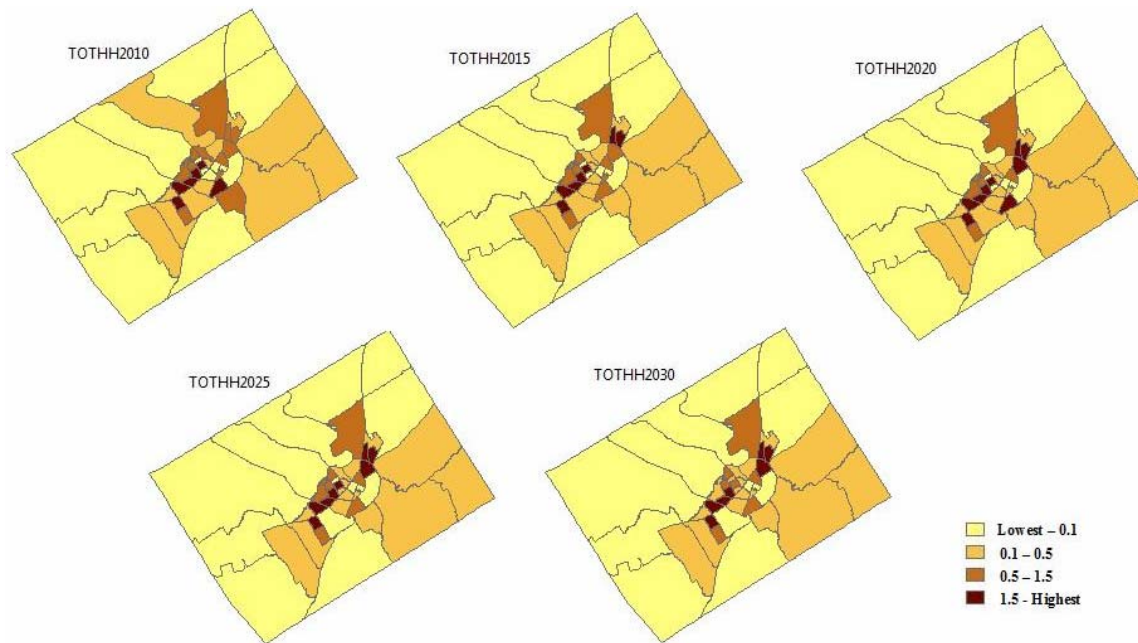 TOTHH2010
TOTHH2015
TOTHH2020
TOTHH2025
TOTHH2030
Lowest – 0.1
0.1 – 0.5
0.5 – 1.5
1.5 - Highest